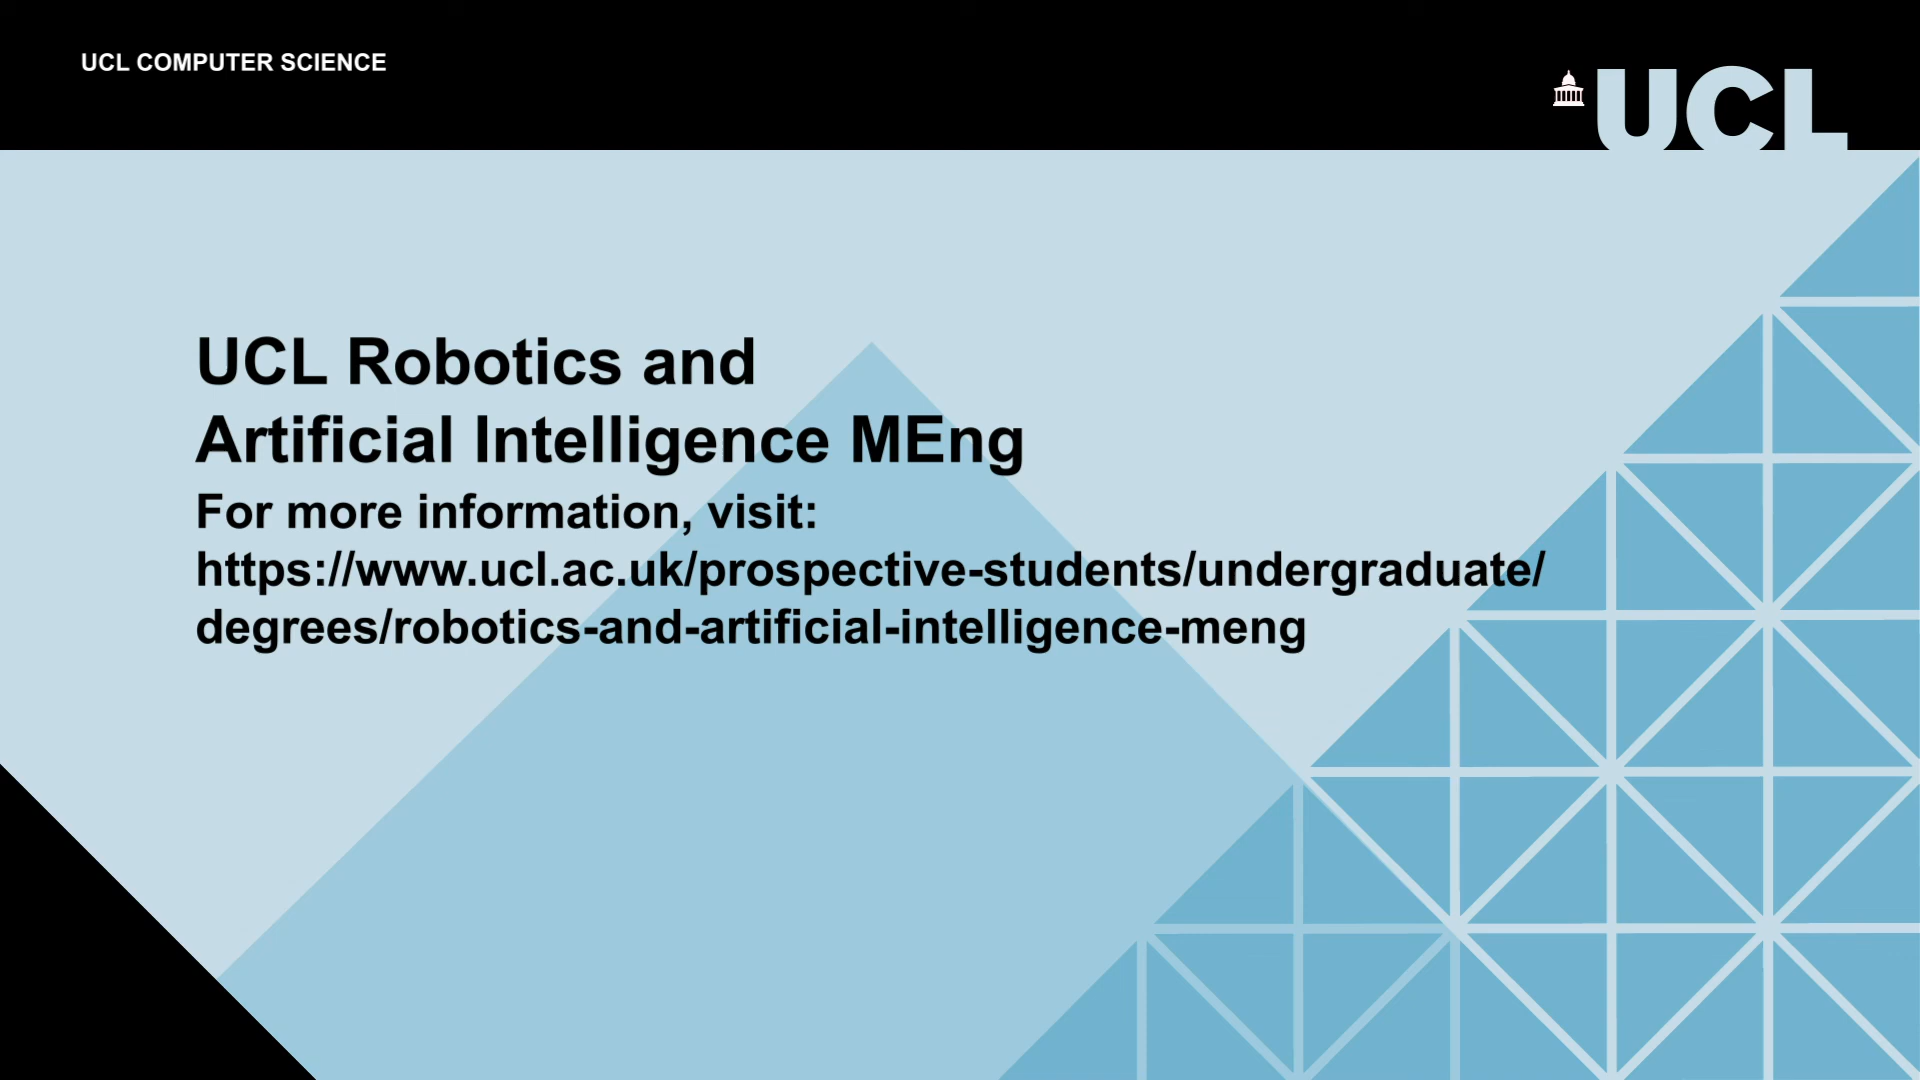 UCL COMPUTER SCIENCE
UCL
UCL Robotics and
Artificial Intelligence MEng
For more information, visit:
https://www.ucl.ac.uk/prospective-students/undergraduate/
degrees/robotics-and-artificial-intelligence-meng